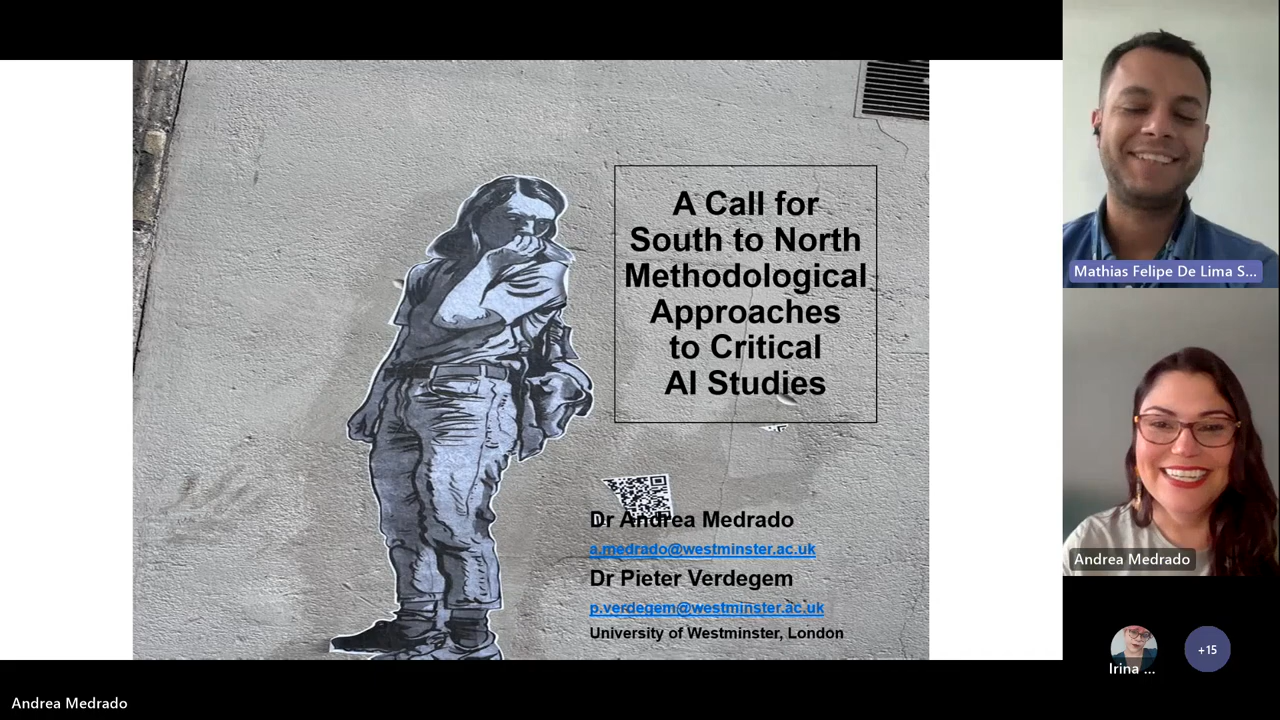 A Call for
South to North
Methodological
Approaches
to Critical
AI Studies
Dr Andrea Medrado
a.medrado@westminster.ac.uk
Dr Pieter Verdegem
p.verdegem@westminster.ac.uk
University of Westminster, London
Mathias Felipe De Lima S...
Andrea Medrado
Irina ...
+15
Andrea Medrado